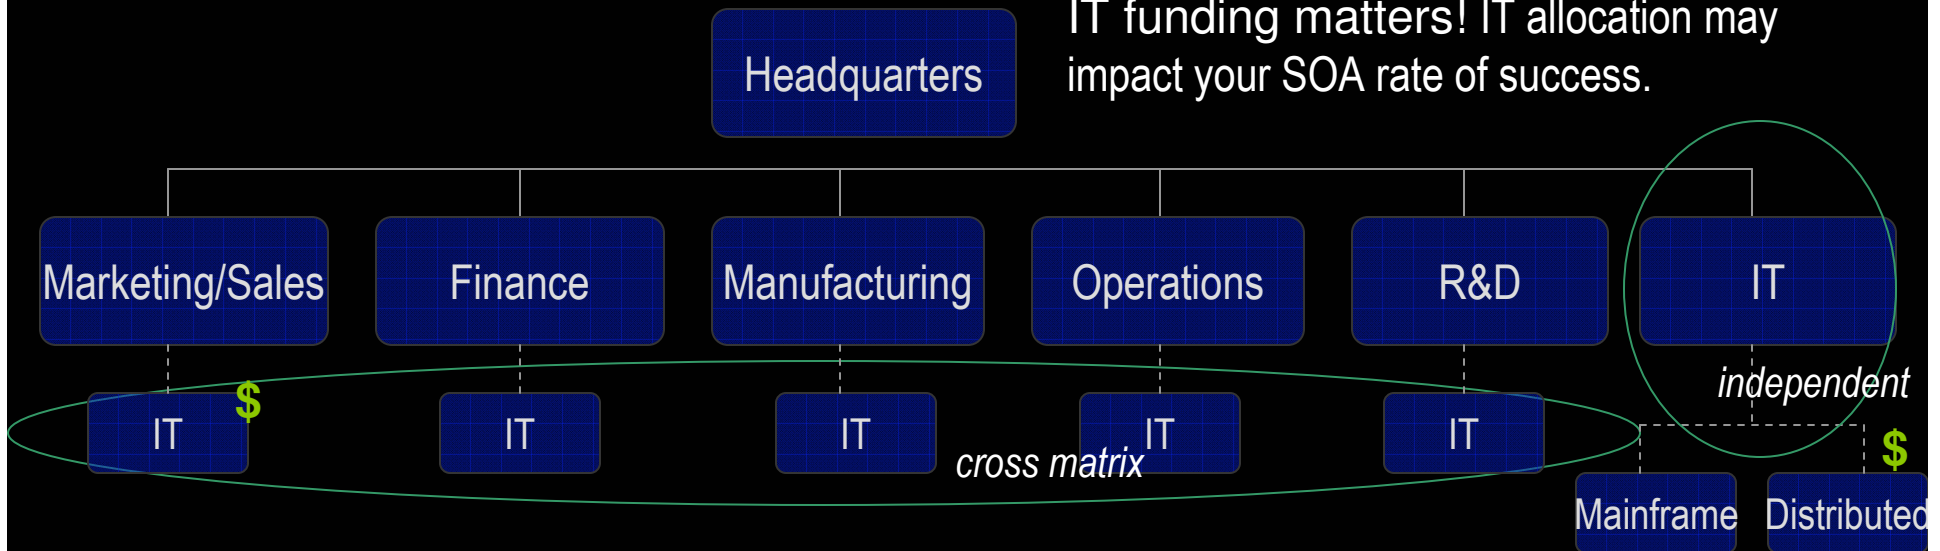 IT funding matters! IT allocation may
impact your SOA rate of success.
Headquarters
Marketing/Sales
Finance
Manufacturing
Operations
R&D
IT
independent
IT
$
IT
IT
IT
IT
cross matrix
$
Mainframe
Distributed